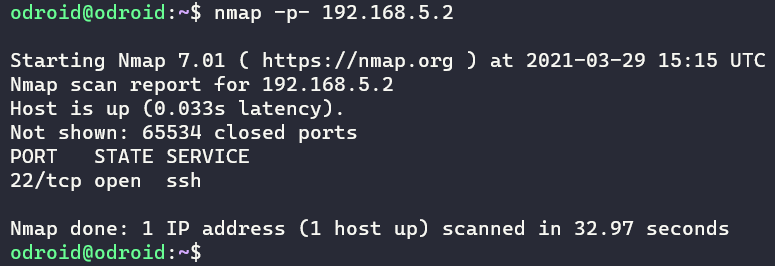 odroid@odroid:~$ nmap -p- 192.168.5.2

Starting Nmap 7.01 ( https://nmap.org ) at 2021-03-29 15:15 UTC
Nmap scan report for 192.168.5.2
Host is up (0.033s latency).
Not shown: 65534 closed ports
PORT   STATE SERVICE
22/tcp open  ssh

Nmap done: 1 IP address (1 host up) scanned in 32.97 seconds
odroid@odroid:~$